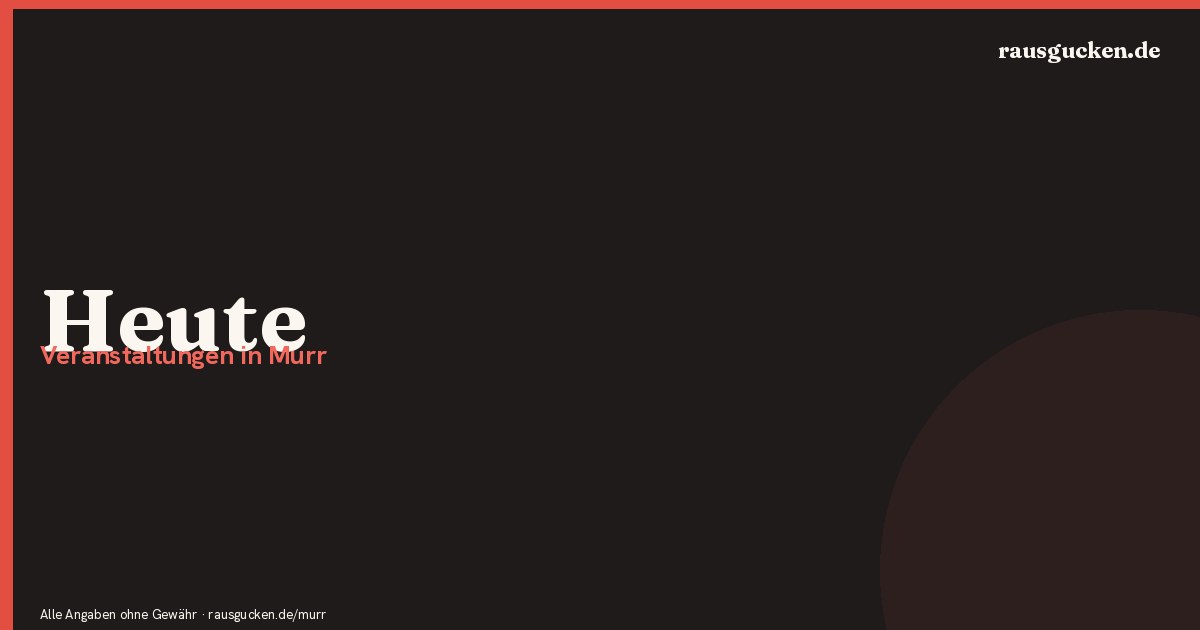 rausgucken.de
Heute
Veranstaltungen in Murr
Alle Angaben ohne Gewähr · rausgucken.de/murr